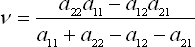 ν = (a₂₂a₁₁ − a₁₂a₂₁) / (a₁₁ + a₂₂ − a₁₂ − a₂₁)